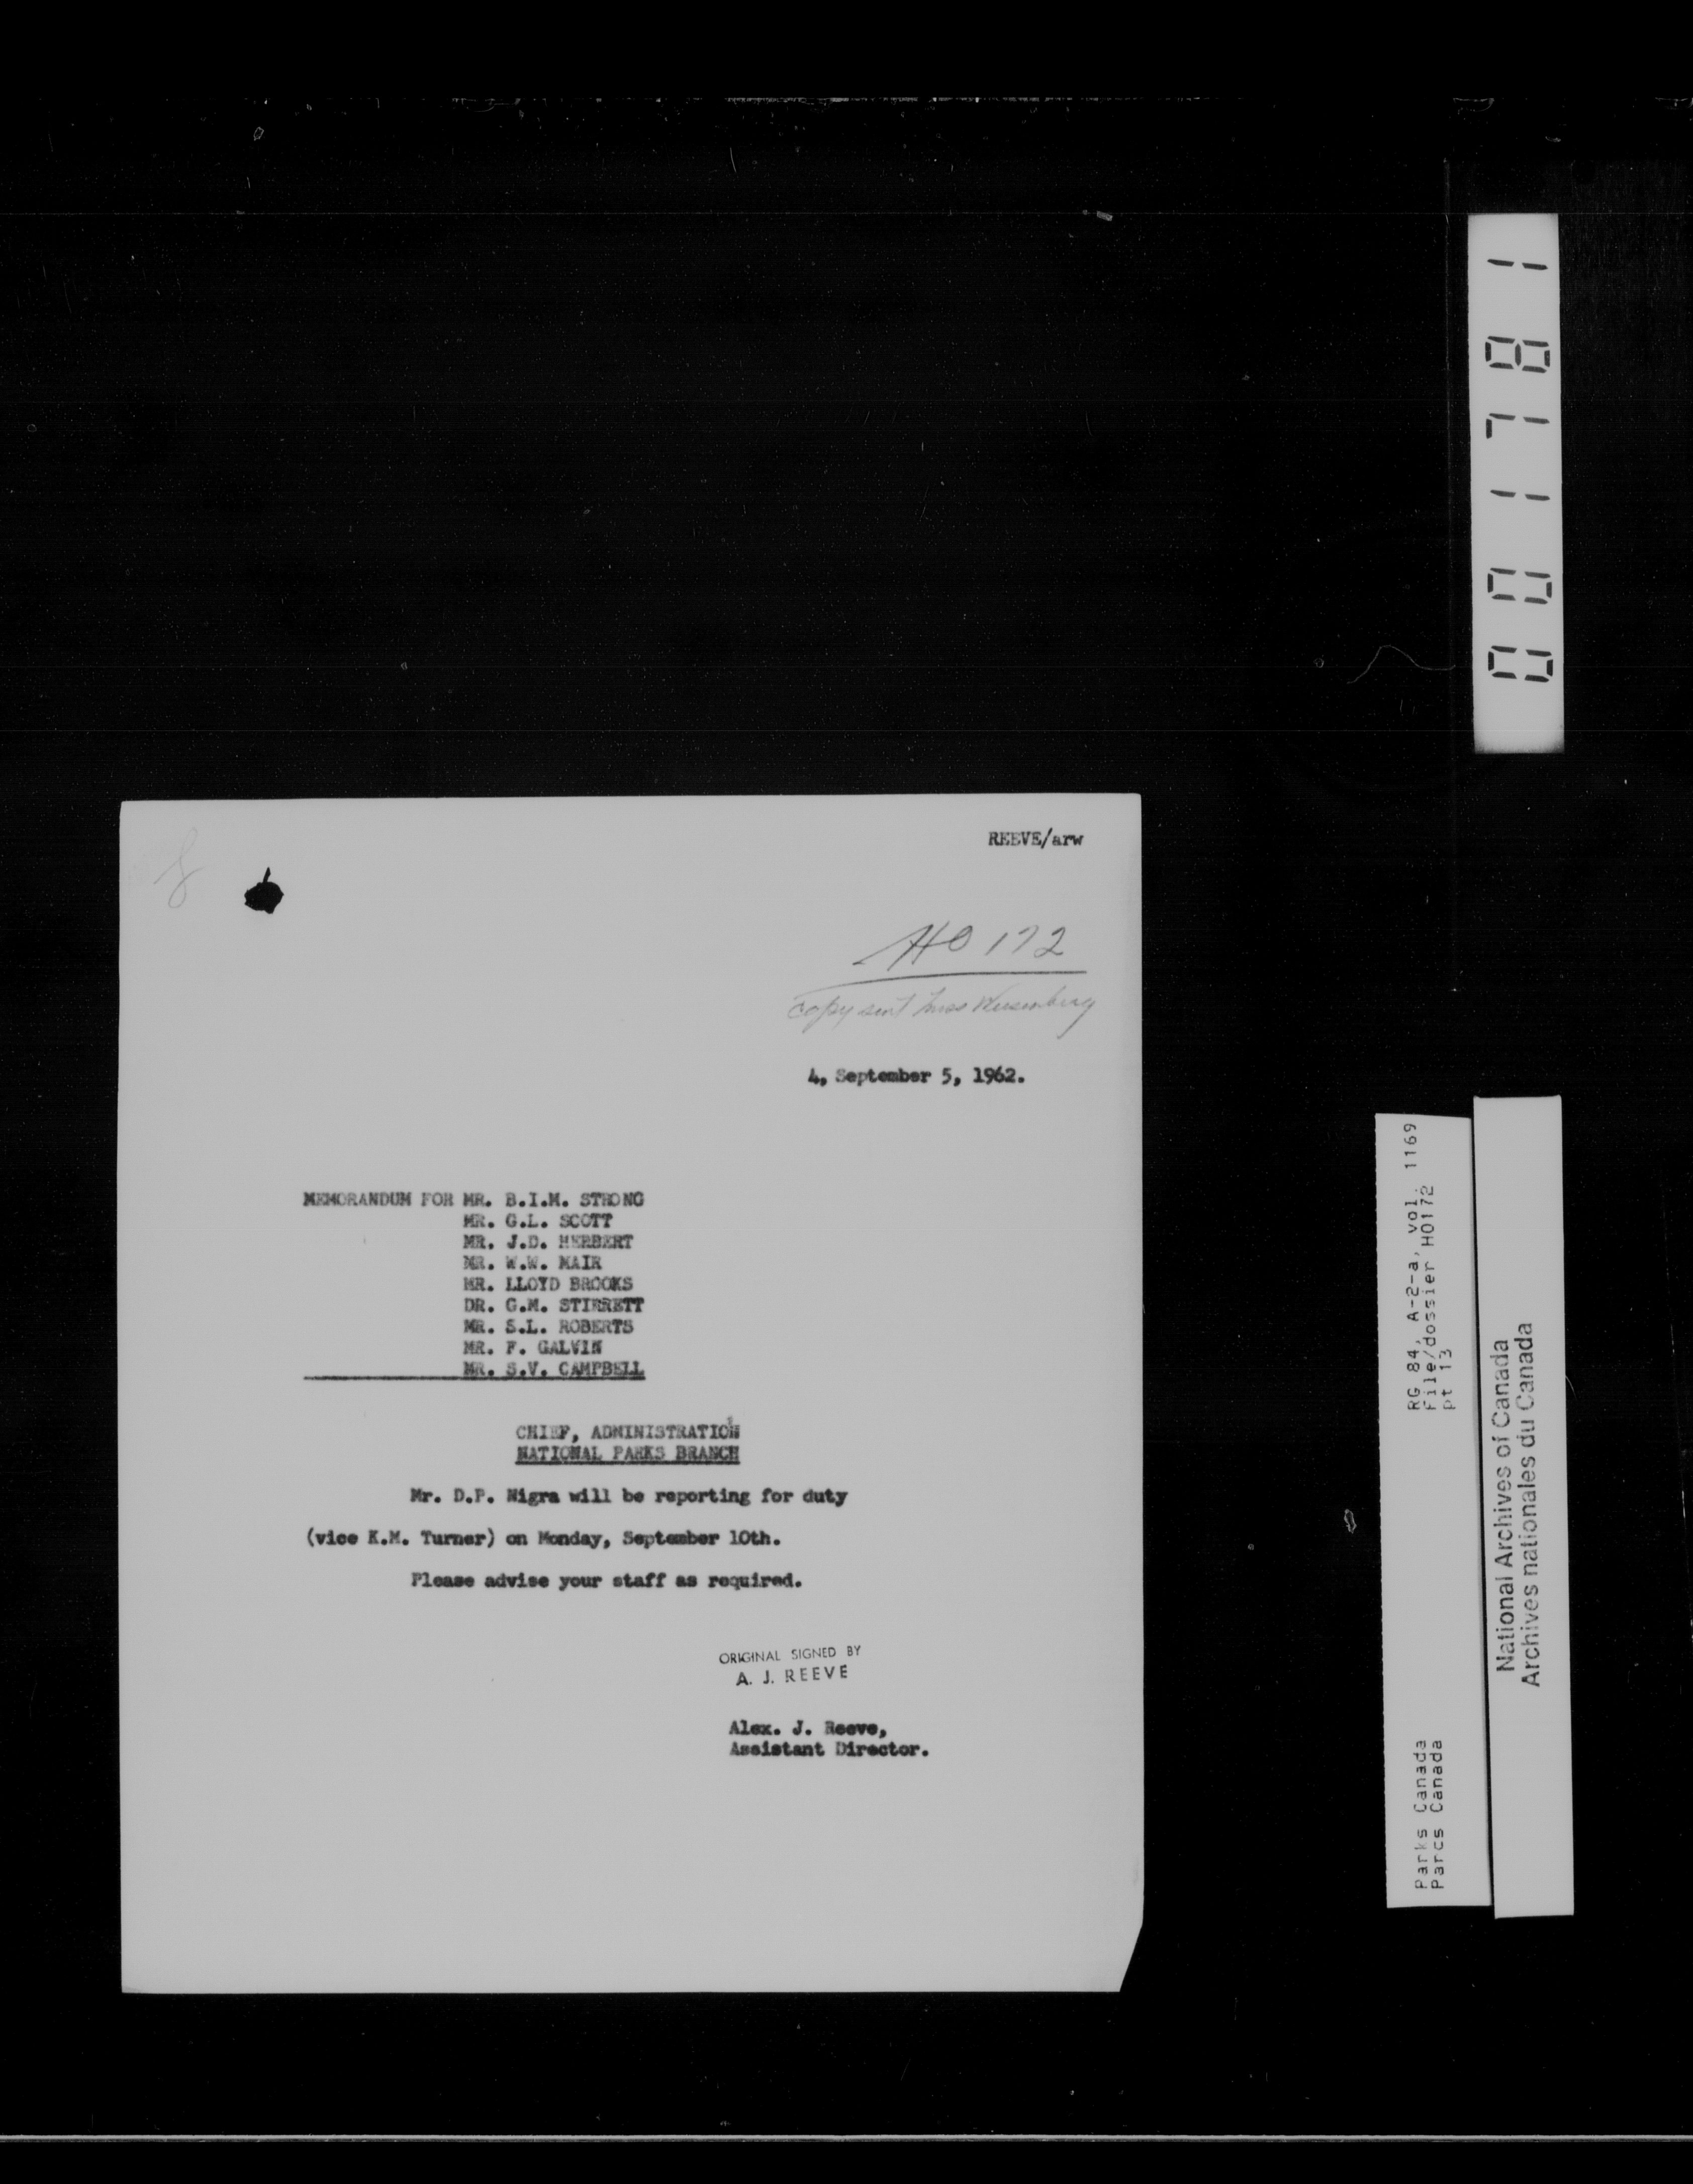 REEVE/arw
HO 172
copy sent Miss
4, September 5, 1962.
MEMORANDUM FOR MR. B.I.M. STRONG
MR. G.L. SCOTT
MR. J.D. HERBERT
MR. W.W. MAIR
MR. LLOYD BROOKS
DR. G.M. STIRRETT
MR. S.L. ROBERTS
MR. F. GALVIN
MR. S.V. CAMPBELL
CHIEF, ADMINISTRATION
NATIONAL PARKS BRANCH
Mr. D.P. Nigra will be reporting for duty
(vice K.M. Turner) on Monday, September 10th.
Please advise your staff as required.
ORIGINAL SIGNED BY
A. J. REEVE
Alex. J. Reeve,
Assistant Director.
001781
Parks Canada RG 84, A-2-a, vol. 1169
Parcs Canada File/dossier HO172
pt 13
National Archives of Canada
Archives nationales du Canada